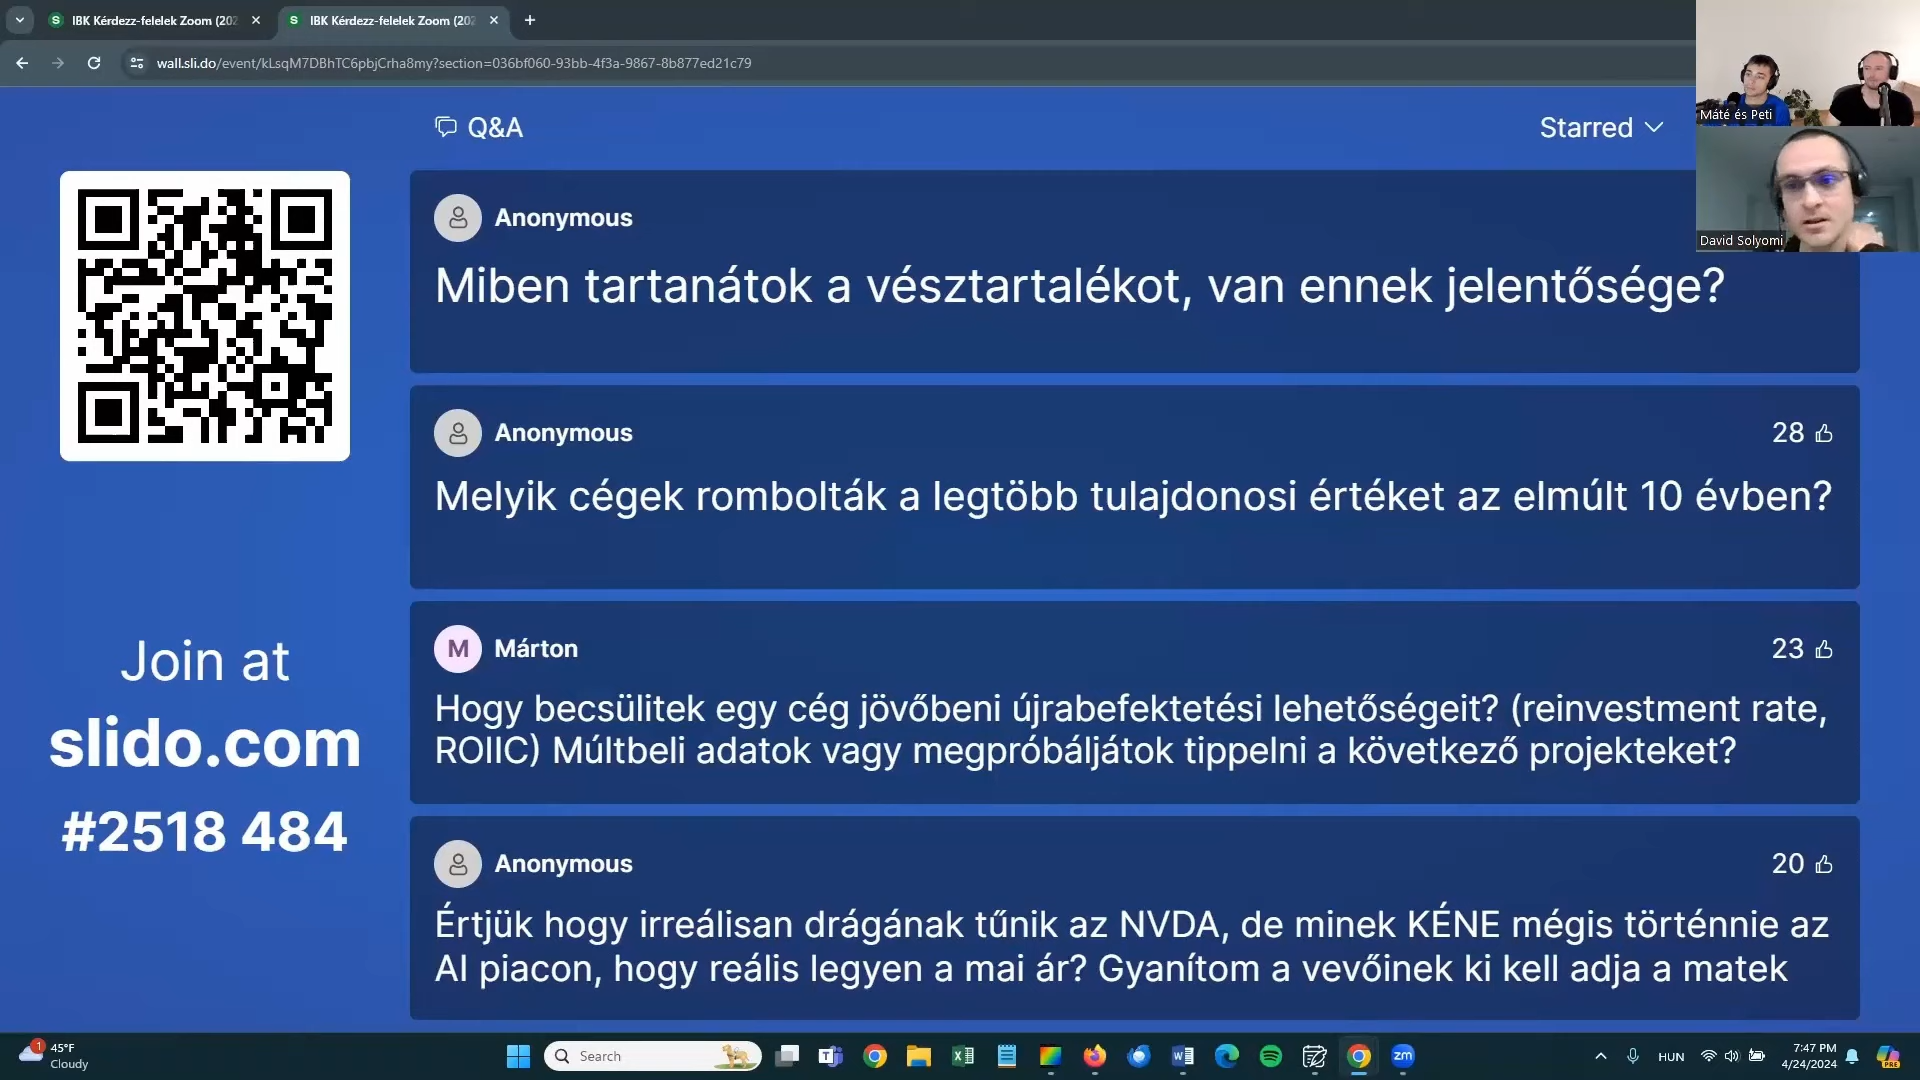 IBK Kérdezz-felelek Zoom (202
IBK Kérdezz-felelek Zoom (202
wall.sli.do/event/kLsqM7DBhTC6pbjCrha8my?section=036bf060-93bb-4f3a-9867-8b877ed21c79
Q&A
Starred
Máté és Peti
David Solyomi
Anonymous
Miben tartanátok a vésztartalékot, van ennek jelentősége?
Anonymous
28
Melyik cégek rombolták a legtöbb tulajdonosi értéket az elmúlt 10 évben?
Márton
M
23
Hogy becsülitek egy cég jövőbeni újrabefektetési lehetőségeit? (reinvestment rate,
ROIIC) Múltbeli adatok vagy megpróbáljátok tippelni a következő projekteket?
Anonymous
20
Értjük hogy irreálisan drágának tűnik az NVDA, de minek KÉNE mégis történnie az
AI piacon, hogy reális legyen a mai ár? Gyanítom a vevőinek ki kell adja a matek
Join at
slido.com
#2518 484
1
45°F
Cloudy
Search
zm
HUN
7:47 PM
4/24/2024
PRE